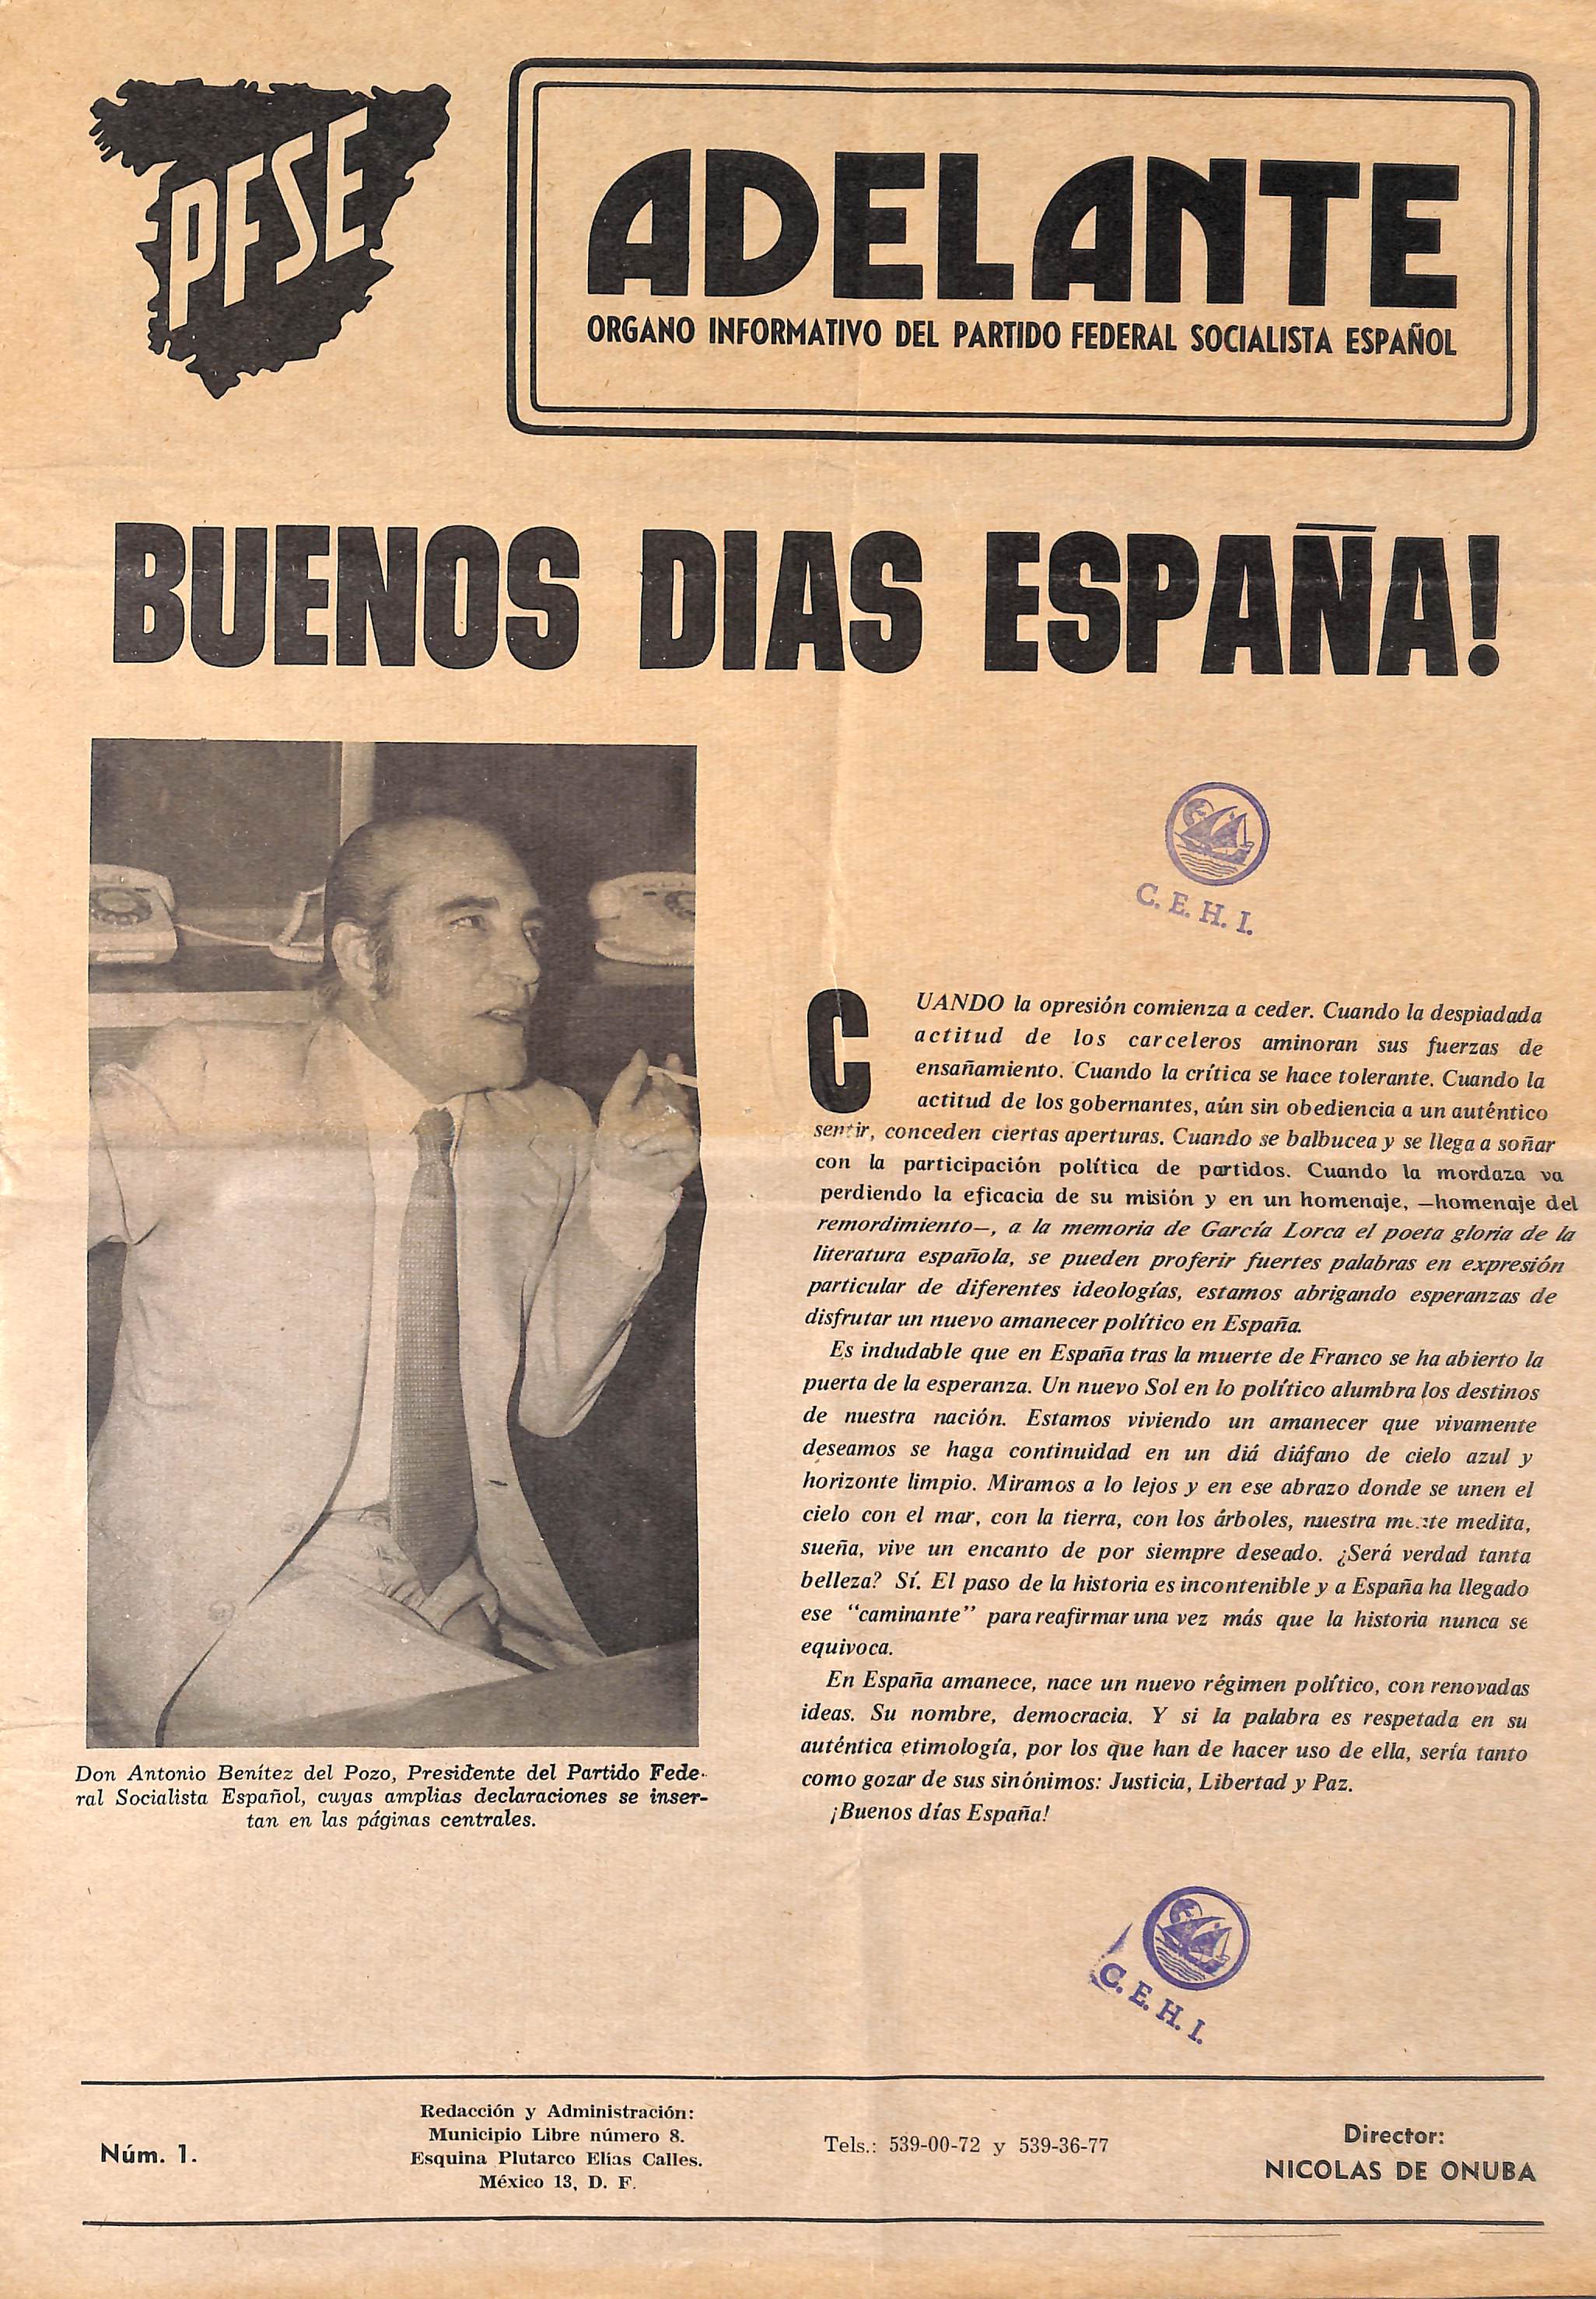 PFSE
ADELANTE
ORGANO INFORMATIVO DEL PARTIDO FEDERAL SOCIALISTA ESPAÑOL
BUENOS DIAS ESPAÑA!
C. E. H. I.
CUANDO la opresión comienza a ceder. Cuando la despiadada
actitud de los carceleros aminoran sus fuerzas de
ensañamiento. Cuando la crítica se hace tolerante. Cuando la
actitud de los gobernantes, aún sin obediencia a un auténtico
sentir, conceden ciertas aperturas. Cuando se balbucea y se llega a soñar
con la participación política de partidos. Cuando la mordaza va
perdiendo la eficacia de su misión y en un homenaje, —homenaje del
remordimiento—, a la memoria de García Lorca el poeta gloria de la
literatura española, se pueden proferir fuertes palabras en expresión
particular de diferentes ideologías, estamos abrigando esperanzas de
disfrutar un nuevo amanecer político en España.
Es indudable que en España tras la muerte de Franco se ha abierto la
puerta de la esperanza. Un nuevo Sol en lo político alumbra los destinos
de nuestra nación. Estamos viviendo un amanecer que vivamente
deseamos se haga continuidad en un diá diáfano de cielo azul y
horizonte limpio. Miramos a lo lejos y en ese abrazo donde se unen el
cielo con el mar, con la tierra, con los árboles, nuestra mente medita,
sueña, vive un encanto de por siempre deseado. ¿Será verdad tanta
belleza? Sí. El paso de la historia es incontenible y a España ha llegado
ese "caminante" para reafirmar una vez más que la historia nunca se
equivoca.
En España amanece, nace un nuevo régimen político, con renovadas
ideas. Su nombre, democracia. Y si la palabra es respetada en su
auténtica etimología, por los que han de hacer uso de ella, sería tanto
como gozar de sus sinónimos: Justicia, Libertad y Paz.
¡Buenos días España!
Don Antonio Benítez del Pozo, Presidente del Partido Fede-
ral Socialista Español, cuyas amplias declaraciones se inser-
tan en las páginas centrales.
C. E. H. I.
Núm. 1.
Redacción y Administración:
Municipio Libre número 8.
Esquina Plutarco Elías Calles.
México 13, D. F.
Tels.: 539-00-72 y 539-36-77
Director:
NICOLAS DE ONUBA